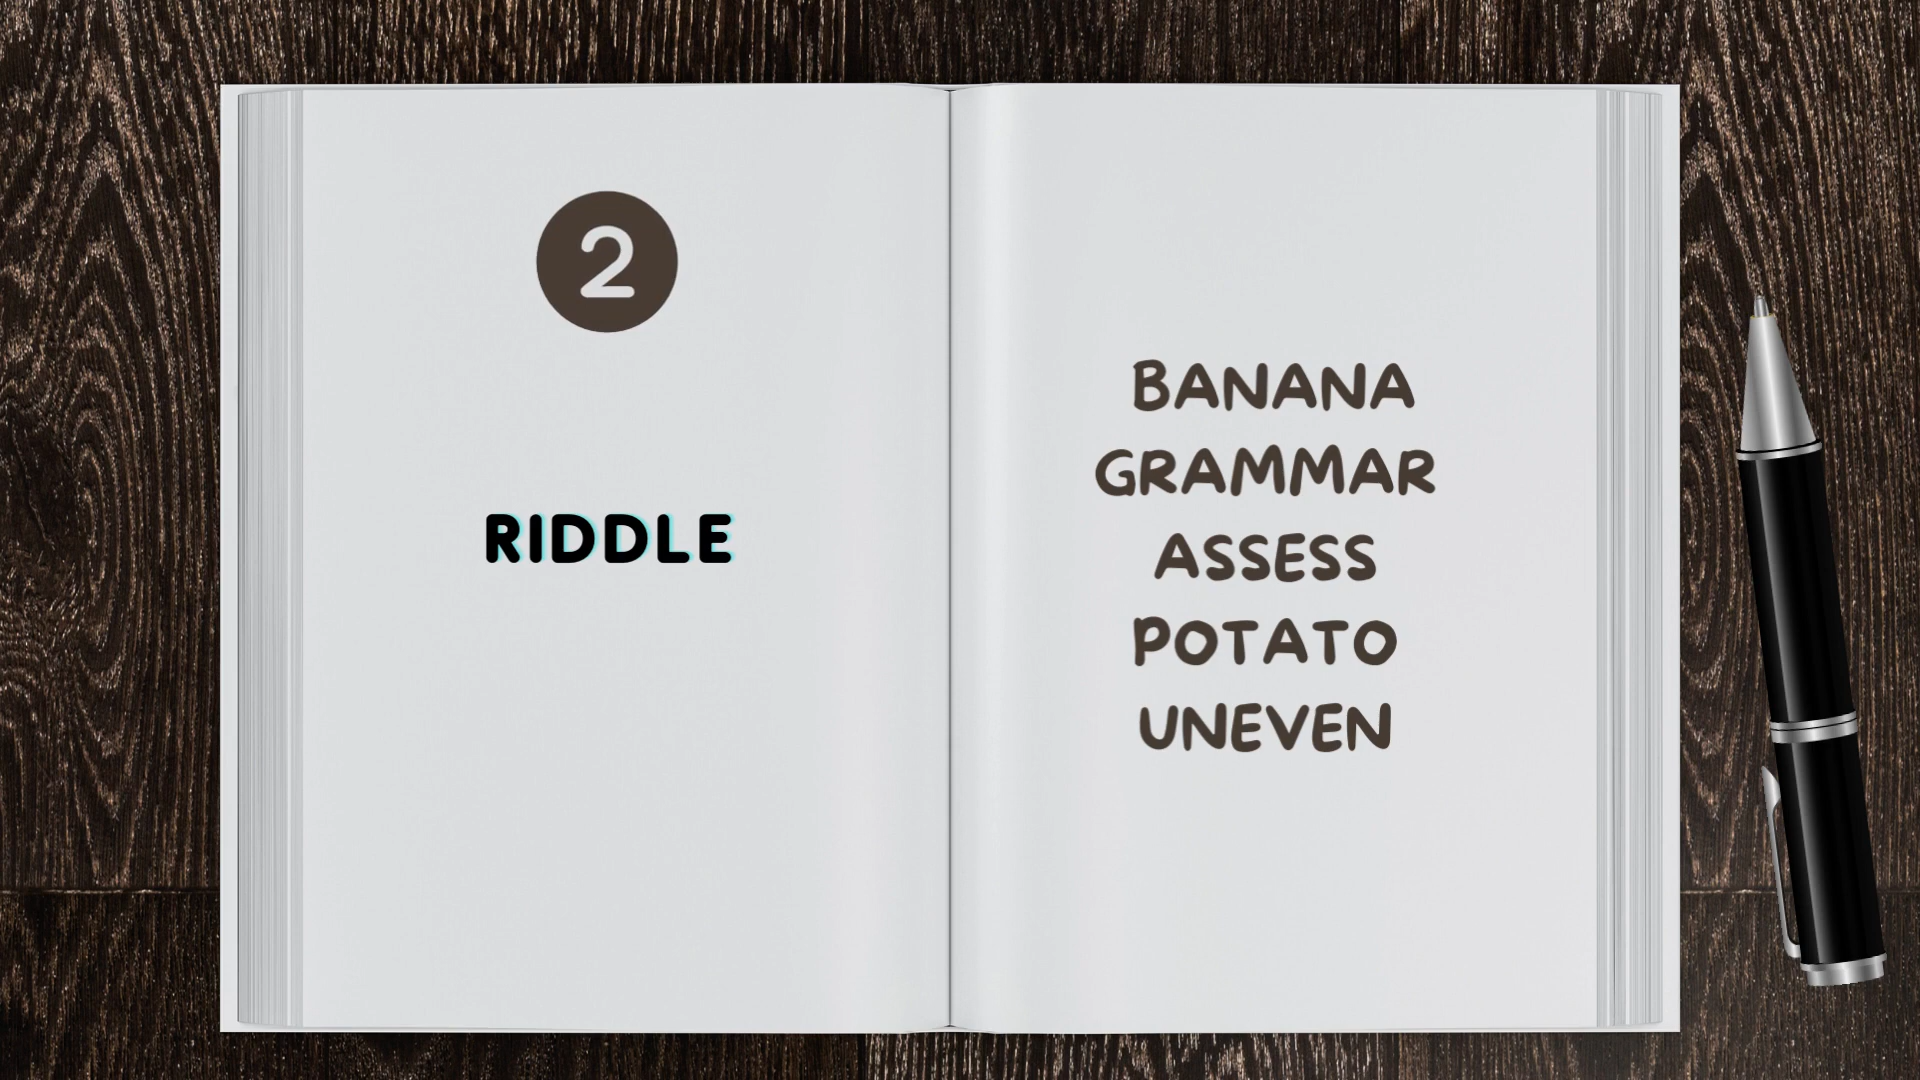 2
RIDDLE
BANANA
GRAMMAR
ASSESS
POTATO
UNEVEN